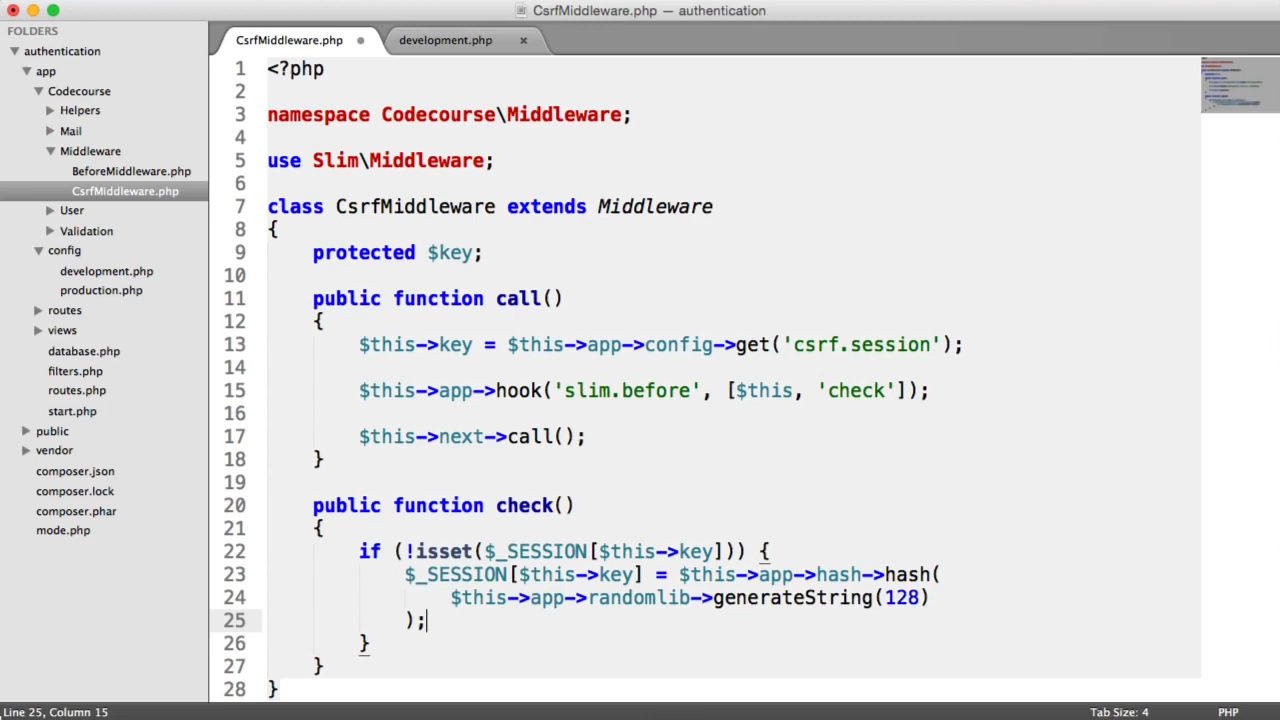 CsrfMiddleware.php — authentication
FOLDERS
authentication
app
Codecourse
Helpers
Mail
Middleware
BeforeMiddleware.php
CsrfMiddleware.php
User
Validation
config
development.php
production.php
routes
views
database.php
filters.php
routes.php
start.php
public
vendor
composer.json
composer.lock
composer.phar
mode.php
CsrfMiddleware.php
development.php ×
1 <?php
2
3 namespace Codecourse\Middleware;
4
5 use Slim\Middleware;
6
7 class CsrfMiddleware extends Middleware
8 {
9 protected $key;
10
11 public function call()
12 {
13 $this->key = $this->app->config->get('csrf.session');
14
15 $this->app->hook('slim.before', [$this, 'check']);
16
17 $this->next->call();
18 }
19
20 public function check()
21 {
22 if (!isset($_SESSION[$this->key])) {
23 $_SESSION[$this->key] = $this->app->hash->hash(
24 $this->app->randomlib->generateString(128)
25 );
26 }
27 }
28 }
Line 25, Column 15
Tab Size: 4
PHP